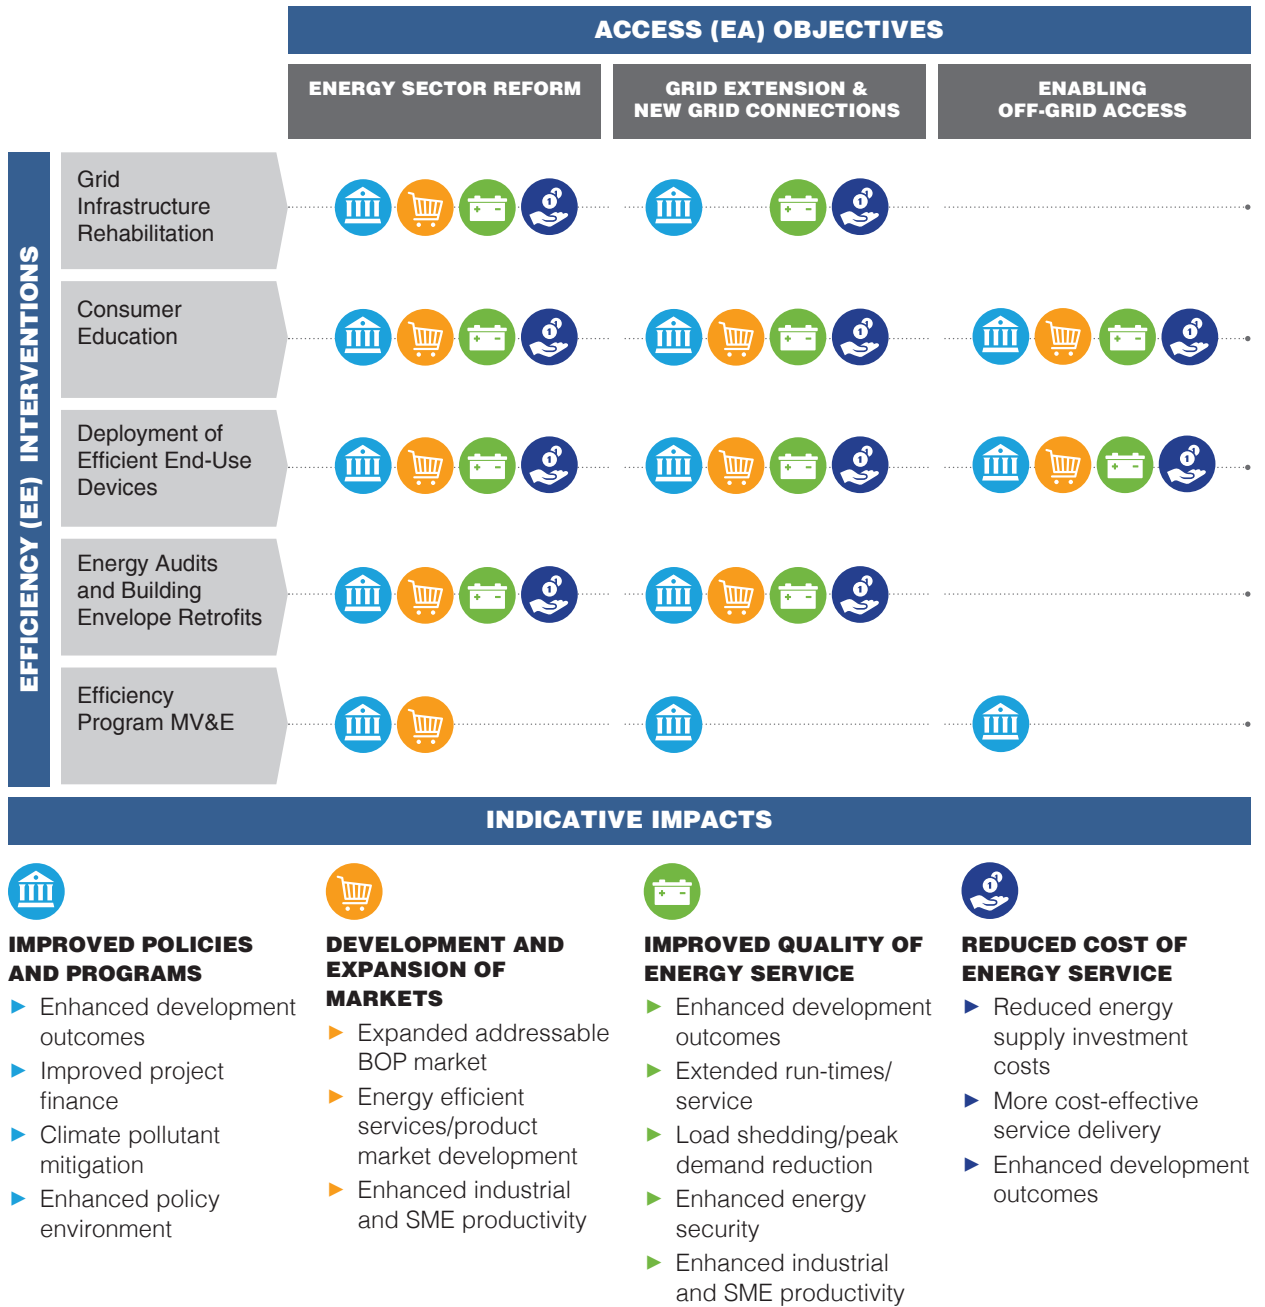 ACCESS (EA) OBJECTIVES
ENERGY SECTOR REFORM
GRID EXTENSION &
NEW GRID CONNECTIONS
ENABLING
OFF-GRID ACCESS
EFFICIENCY (EE) INTERVENTIONS
Grid
Infrastructure
Rehabilitation
Consumer
Education
Deployment of
Efficient End-Use
Devices
Energy Audits
and Building
Envelope Retrofits
Efficiency
Program MV&E
INDICATIVE IMPACTS
IMPROVED POLICIES
AND PROGRAMS
► Enhanced development
outcomes
► Improved project
finance
► Climate pollutant
mitigation
► Enhanced policy
environment
DEVELOPMENT AND
EXPANSION OF
MARKETS
► Expanded addressable
BOP market
► Energy efficient
services/product
market development
► Enhanced industrial
and SME productivity
IMPROVED QUALITY OF
ENERGY SERVICE
► Enhanced development
outcomes
► Extended run-times/
service
► Load shedding/peak
demand reduction
► Enhanced energy
security
► Enhanced industrial
and SME productivity
REDUCED COST OF
ENERGY SERVICE
► Reduced energy
supply investment
costs
► More cost-effective
service delivery
► Enhanced development
outcomes